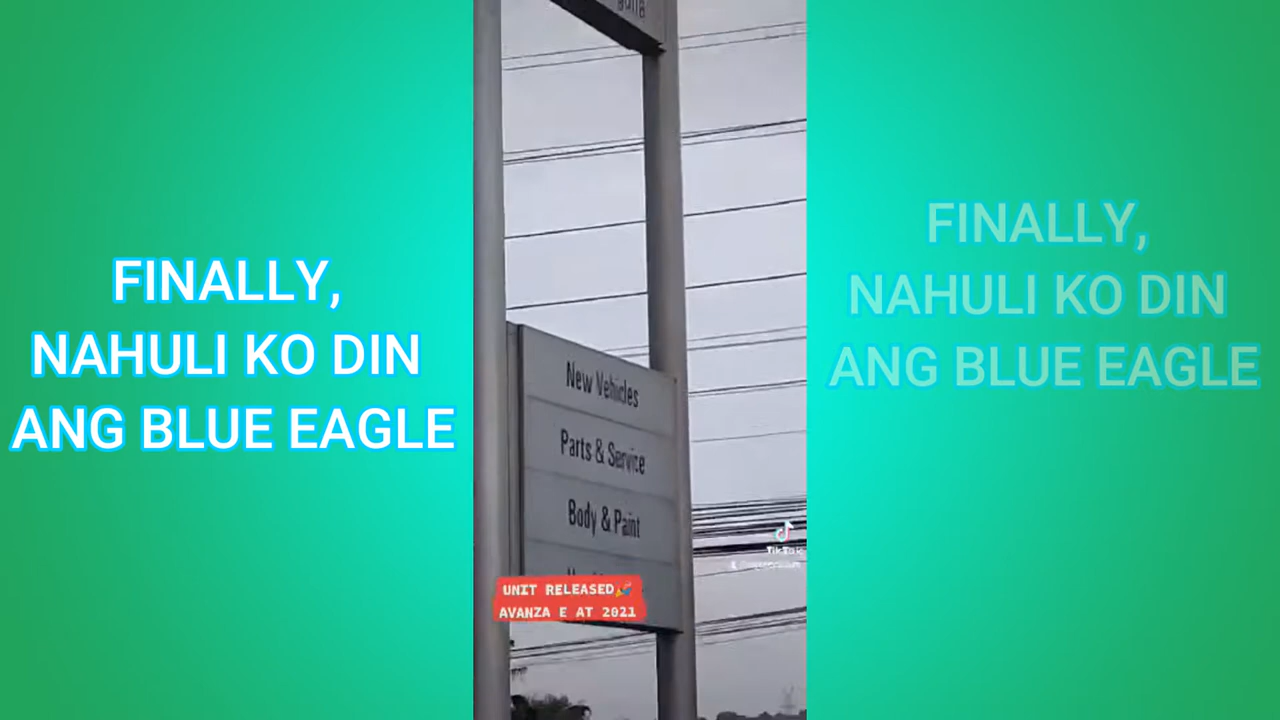 FINALLY,
NAHULI KO DIN
ANG BLUE EAGLE
New Vehicles
Parts & Service
Body & Paint
UNIT RELEASED🎉
AVANZA E AT 2021
TikTok
FINALLY,
NAHULI KO DIN
ANG BLUE EAGLE